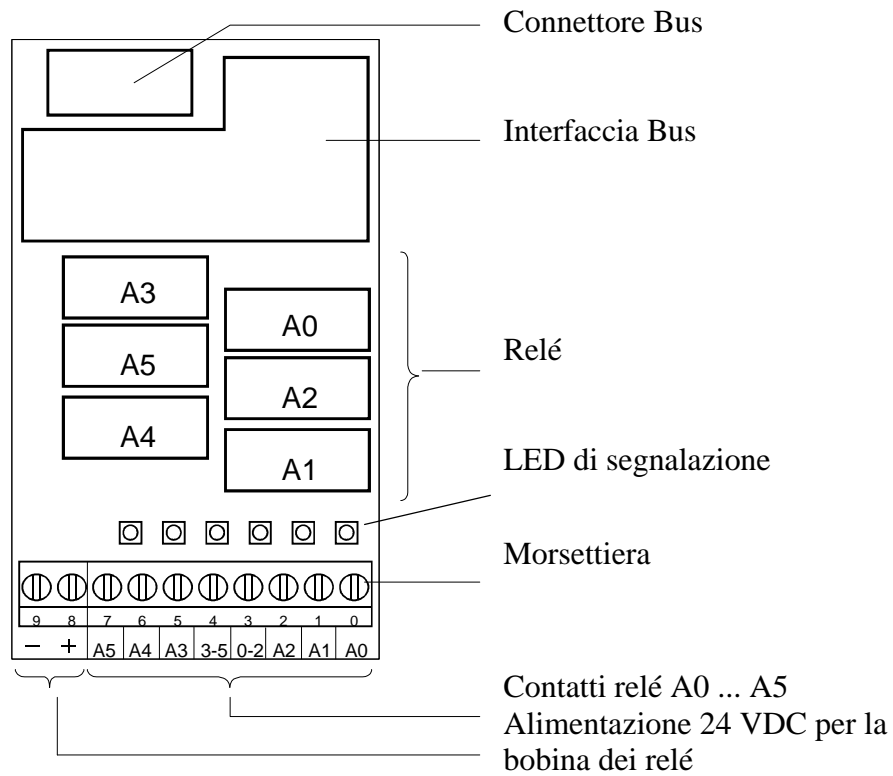 Connettore Bus
Interfaccia Bus
A3
A0
A5
Relé
A2
A4
A1
LED di segnalazione
Morsettiera
9 8 7 6 5 4 3 2 1 0
− + A5 A4 A3 3-5 0-2 A2 A1 A0
Contatti relé A0 ... A5
Alimentazione 24 VDC per la
bobina dei relé